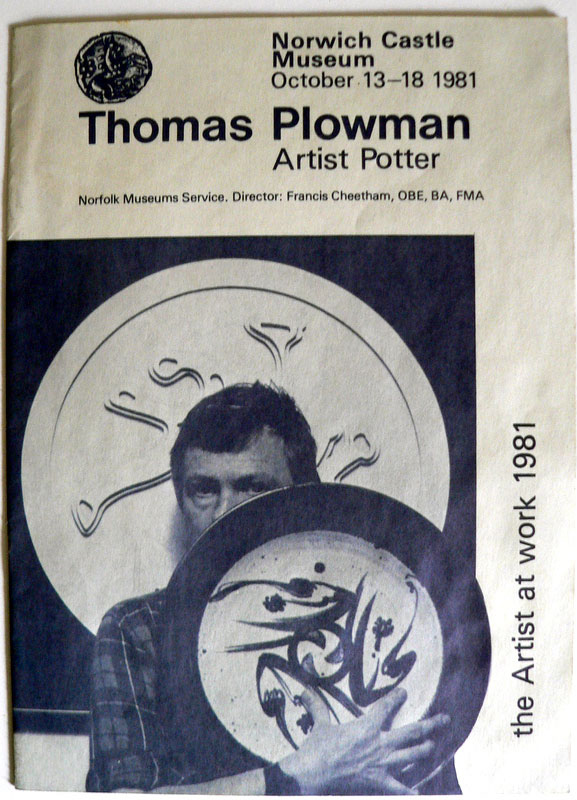 Norwich Castle
Museum
October 13–18 1981
Thomas Plowman
Artist Potter
Norfolk Museums Service. Director: Francis Cheetham, OBE, BA, FMA
the Artist at work 1981